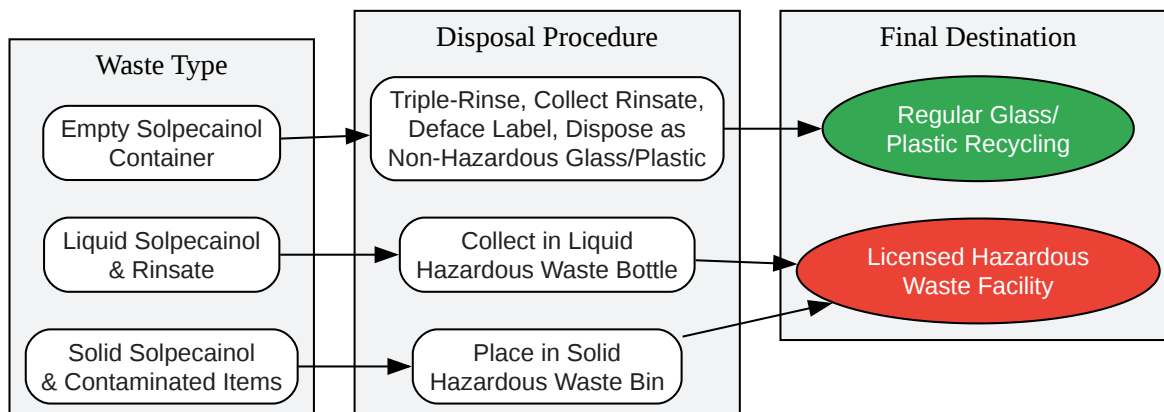 Waste Type
Empty Solpecainol
Container
Liquid Solpecainol
& Rinsate
Solid Solpecainol
& Contaminated Items
Disposal Procedure
Triple-Rinse, Collect Rinsate,
Deface Label, Dispose as
Non-Hazardous Glass/Plastic
Collect in Liquid
Hazardous Waste Bottle
Place in Solid
Hazardous Waste Bin
Final Destination
Regular Glass/
Plastic Recycling
Licensed Hazardous
Waste Facility